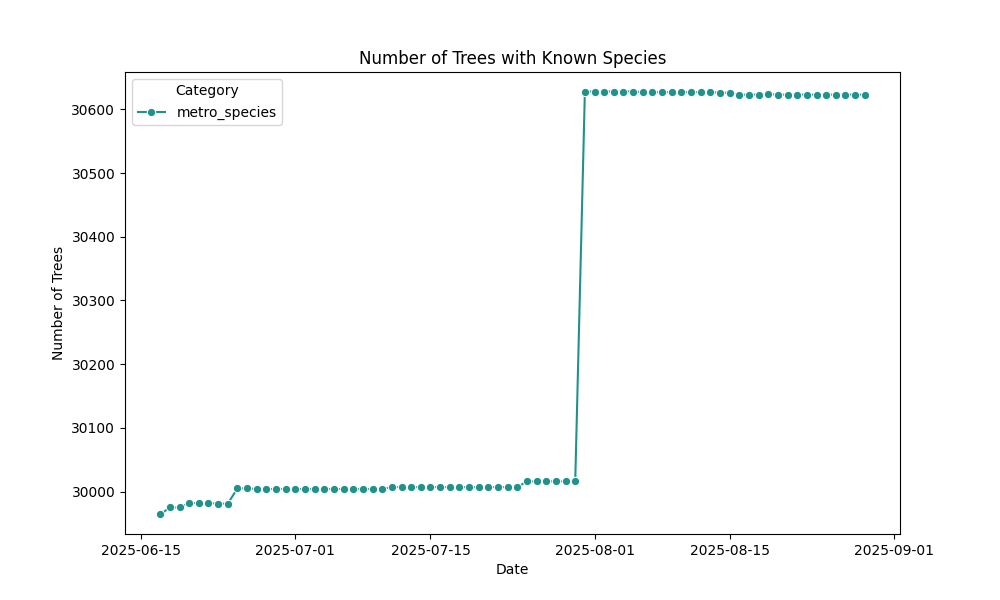 Number of Trees with Known Species
Category
metro_species
30600
30500
30400
30300
30200
30100
30000
Number of Trees
2025-06-15 2025-07-01 2025-07-15 2025-08-01 2025-08-15 2025-09-01
Date